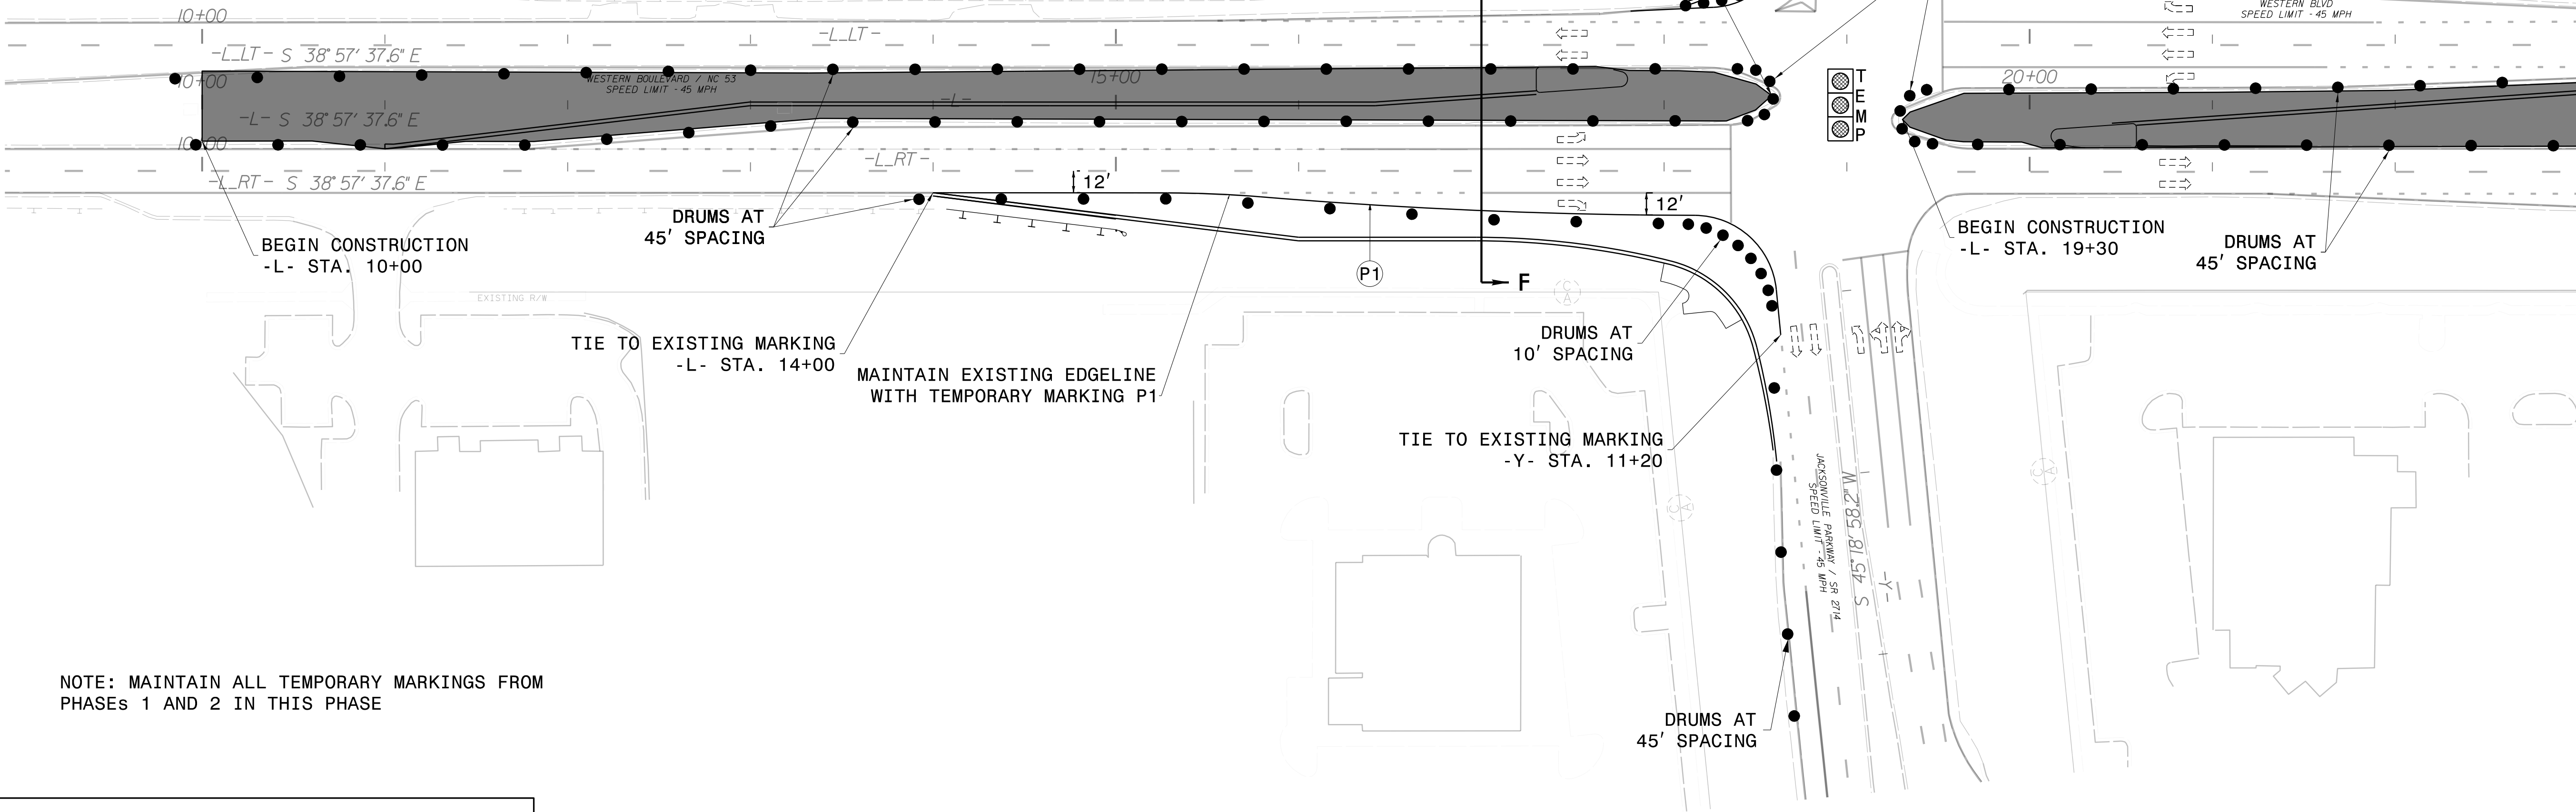 10+00
-L_LT-
-L_LT- S 38° 57' 37.6" E
10+00
WESTERN BOULEVARD / NC 53
SPEED LIMIT - 45 MPH
15+00
-L-
-L- S 38° 57' 37.6" E
10+00
-L_RT-
-L_RT- S 38° 57' 37.6" E
WESTERN BLVD
SPEED LIMIT - 45 MPH
20+00
T
E
M
P
12'
12'
DRUMS AT
45' SPACING
BEGIN CONSTRUCTION
-L- STA. 10+00
BEGIN CONSTRUCTION
-L- STA. 19+30
DRUMS AT
45' SPACING
P1
F
EXISTING R/W
C
A
TIE TO EXISTING MARKING
-L- STA. 14+00
MAINTAIN EXISTING EDGELINE
WITH TEMPORARY MARKING P1
DRUMS AT
10' SPACING
TIE TO EXISTING MARKING
-Y- STA. 11+20
C
A
C
A
JACKSONVILLE PARKWAY / SR 2714
SPEED LIMIT - 45 MPH
S 45° 18' 58.2" W
-Y-
NOTE: MAINTAIN ALL TEMPORARY MARKINGS FROM
PHASEs 1 AND 2 IN THIS PHASE
DRUMS AT
45' SPACING